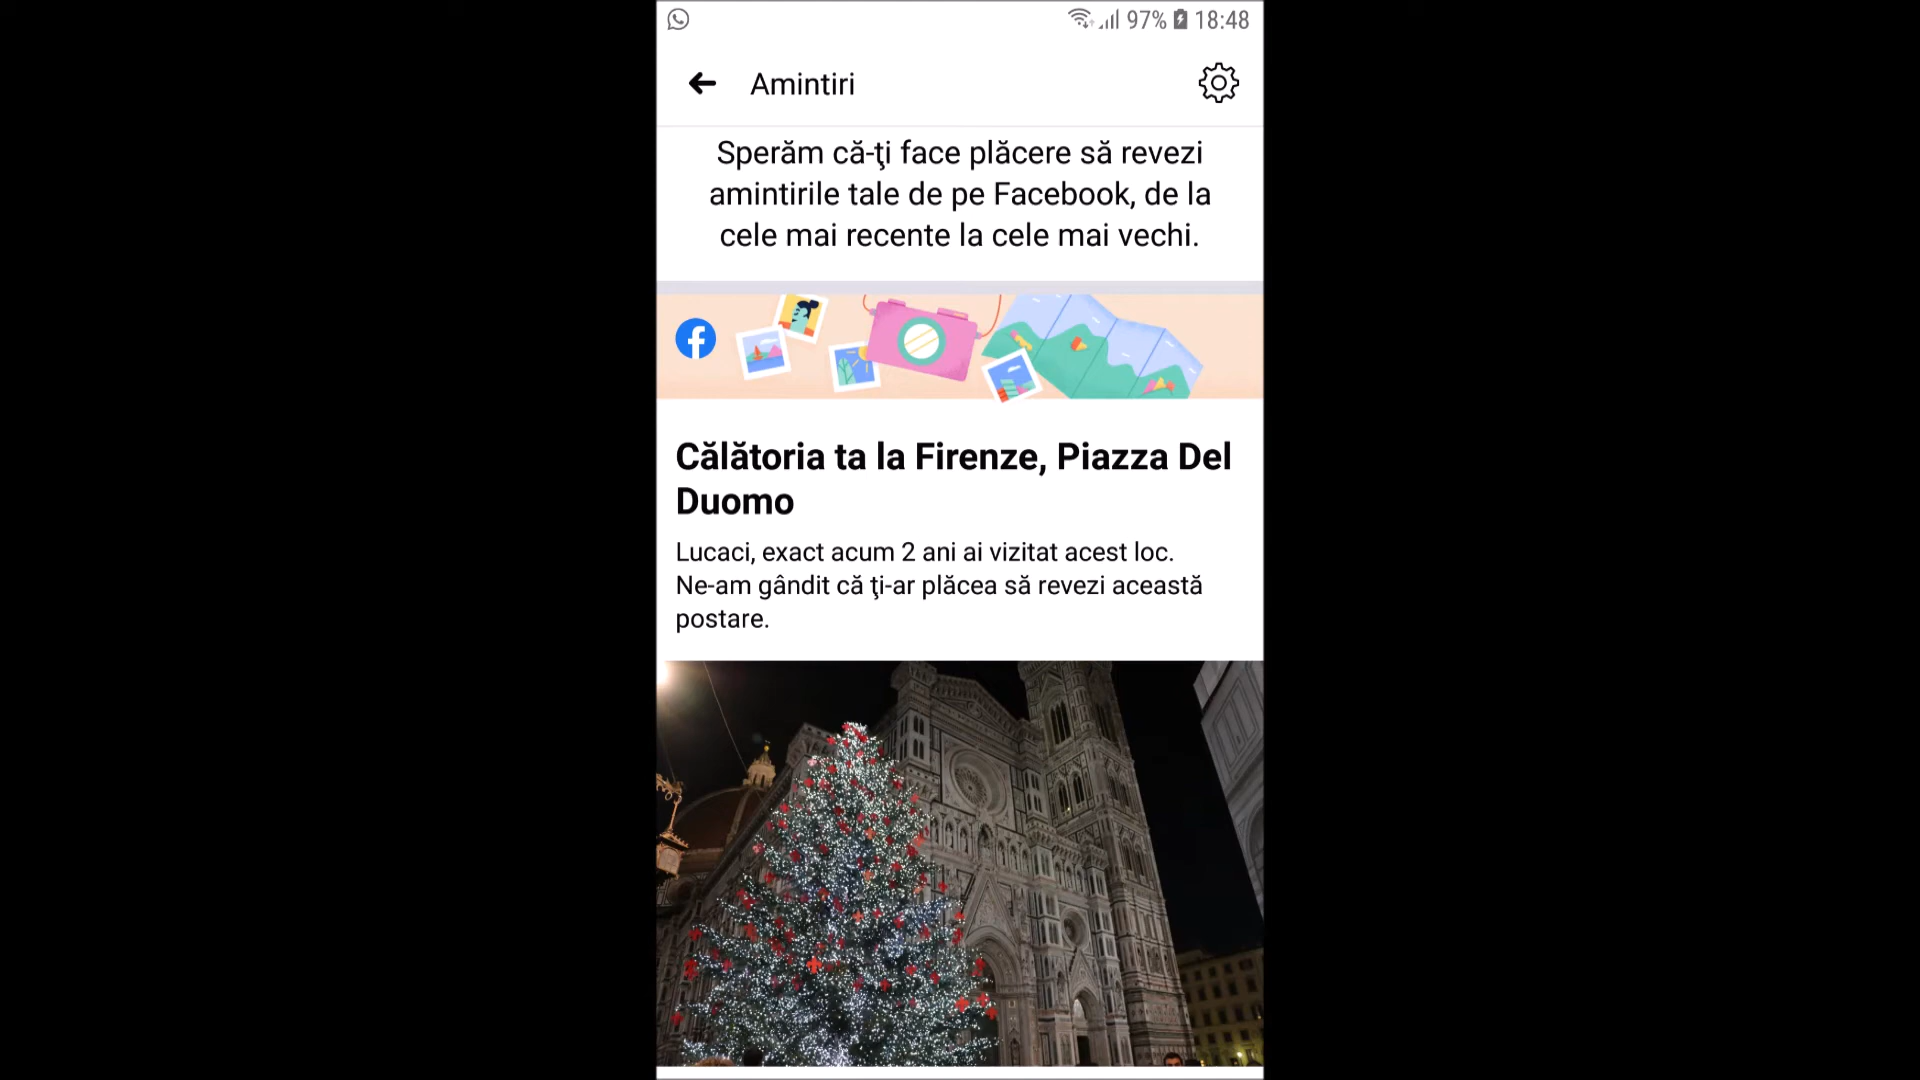 97% 18:48
Amintiri
Sperăm că-ţi face plăcere să revezi
amintirile tale de pe Facebook, de la
cele mai recente la cele mai vechi.
Călătoria ta la Firenze, Piazza Del
Duomo
Lucaci, exact acum 2 ani ai vizitat acest loc.
Ne-am gândit că ţi-ar plăcea să revezi această
postare.